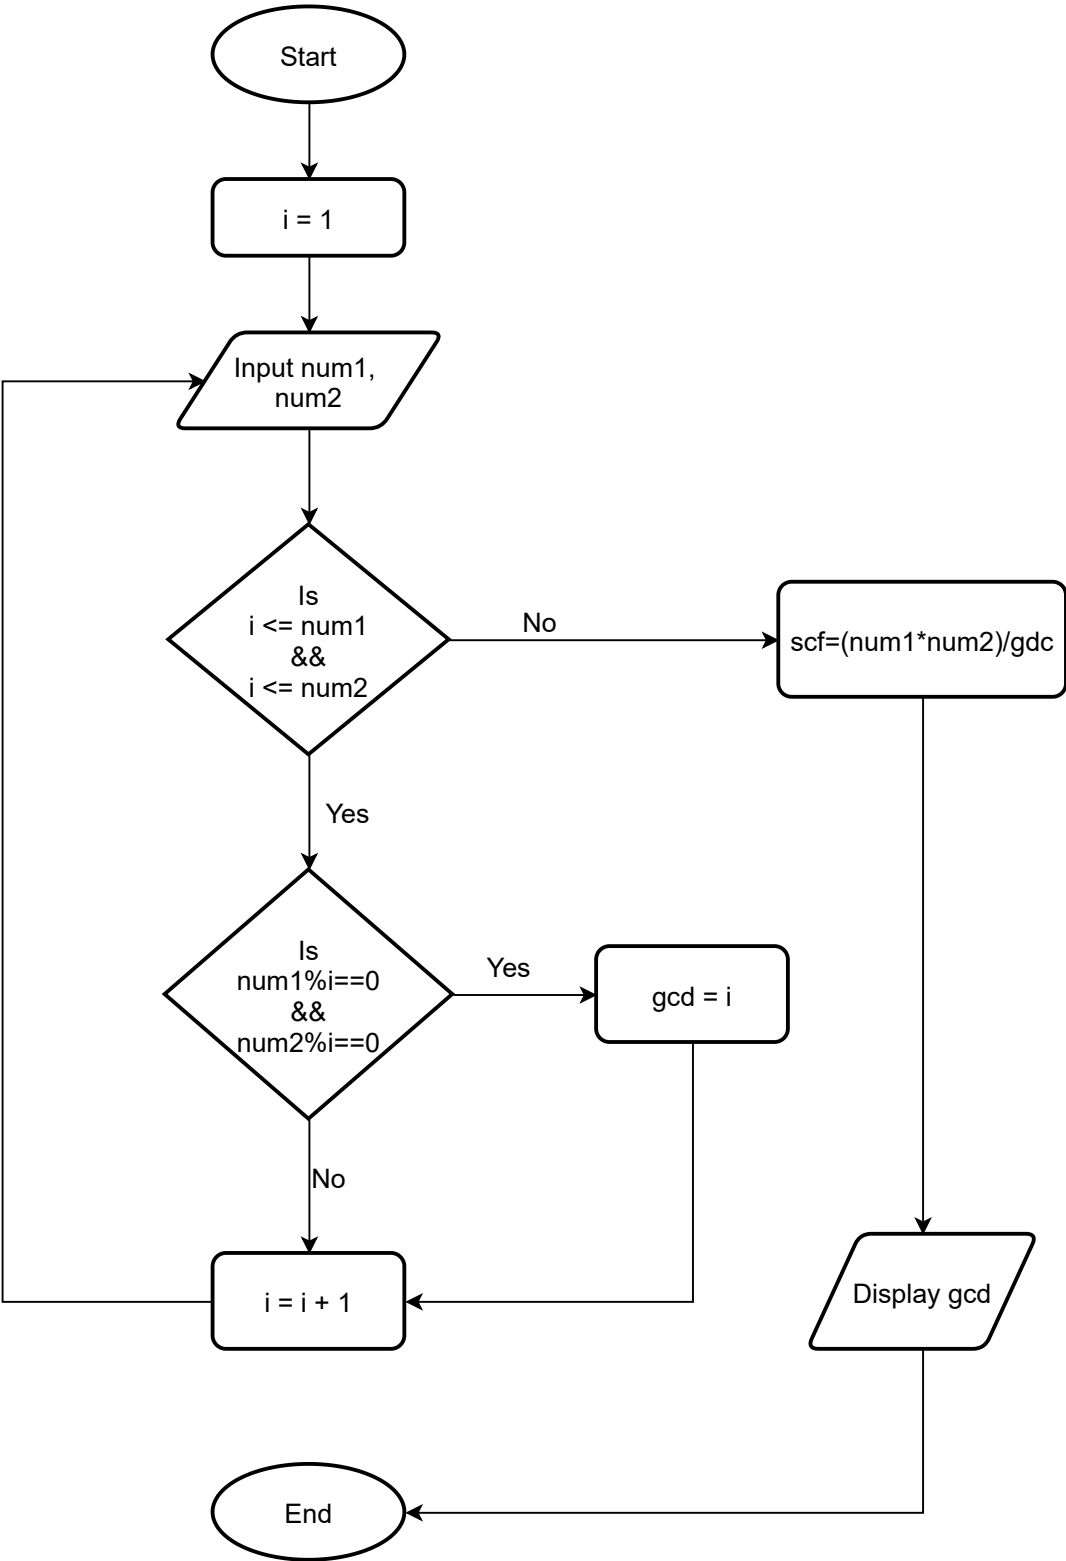 Start
i = 1
Input num1,
num2
Is
i <= num1
&&
i <= num2
No
scf=(num1*num2)/gdc
Yes
Is
num1%i==0
&&
num2%i==0
Yes
gcd = i
No
i = i + 1
Display gcd
End